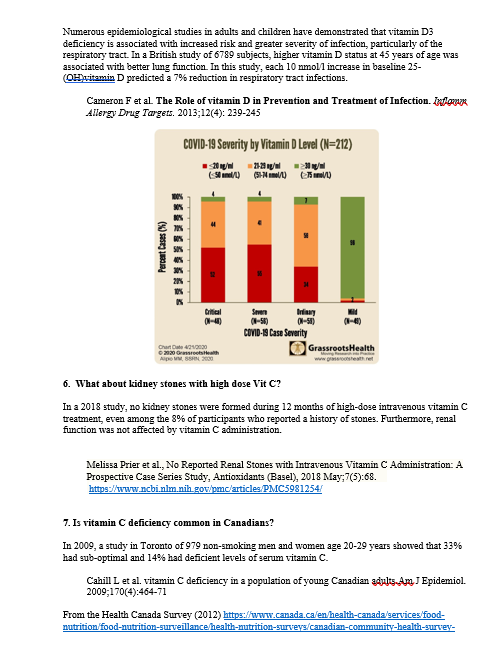 Numerous epidemiological studies in adults and children have demonstrated that vitamin D3
deficiency is associated with increased risk and greater severity of infection, particularly of the
respiratory tract. In a British study of 6789 subjects, higher vitamin D status at 45 years of age was
associated with better lung function. In this study, each 10 nmol/l increase in baseline 25-
(OH)vitamin D predicted a 7% reduction in respiratory tract infections.
Cameron F et al. The Role of vitamin D in Prevention and Treatment of Infection. Inflamm
Allergy Drug Targets. 2013;12(4): 239-245
COVID-19 Severity by Vitamin D Level (N=212)
<20 ng/ml 21-29 ng/ml ≥30 ng/ml
(51-74 nmol/L) (≥75 nmol/L)
100%
90%
80%
70%
60%
50%
40%
30%
20%
10%
0%
Percent Cases (%)
4 4 7
44 41 59
Critical Severe Ordinary Mild
(N=48) (N=56) (N=59) (N=49)
COVID-19 Case Severity
Chart Date 4/21/2020
© 2020 GrassrootsHealth
Alipio MM, SSRN, 2020
GrassrootsHealth
Moving Research into Practice
www.grassrootshealth.net
6. What about kidney stones with high dose Vit C?
In a 2018 study, no kidney stones were formed during 12 months of high-dose intravenous vitamin C
treatment, even among the 8% of participants who reported a history of stones. Furthermore, renal
function was not affected by vitamin C administration.
Melissa Prier et al., No Reported Renal Stones with Intravenous Vitamin C Administration: A
Prospective Case Series Study, Antioxidants (Basel), 2018 May;7(5):68.
https://www.ncbi.nlm.nih.gov/pmc/articles/PMC5981254/
7. Is vitamin C deficiency common in Canadians?
In 2009, a study in Toronto of 979 non-smoking men and women age 20-29 years showed that 33%
had sub-optimal and 14% had deficient levels of serum vitamin C.
Cahill L et al. vitamin C deficiency in a population of young Canadian adults. Am J Epidemiol.
2009;170(4):464-71
From the Health Canada Survey (2012) https://www.canada.ca/en/health-canada/services/food-
nutrition/food-nutrition-surveillance/health-nutrition-surveys/canadian-community-health-survey-